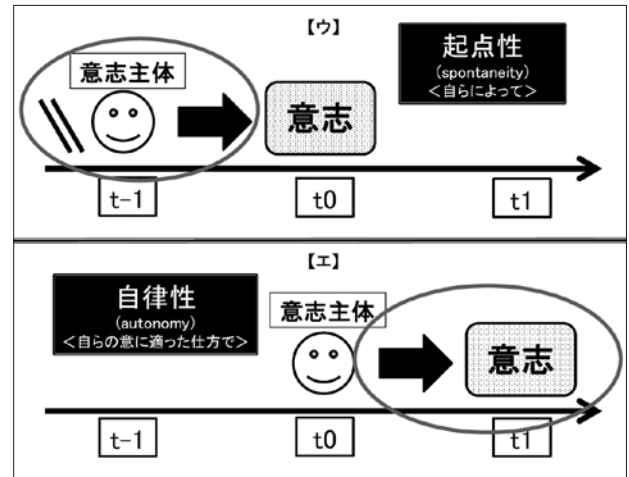 【ウ】
起点性
(spontaneity)
<自らによって>
意志主体
意志
t-1
t0
t1
【エ】
自律性
(autonomy)
<自らの意に適った仕方で>
意志主体
意志
t-1
t0
t1